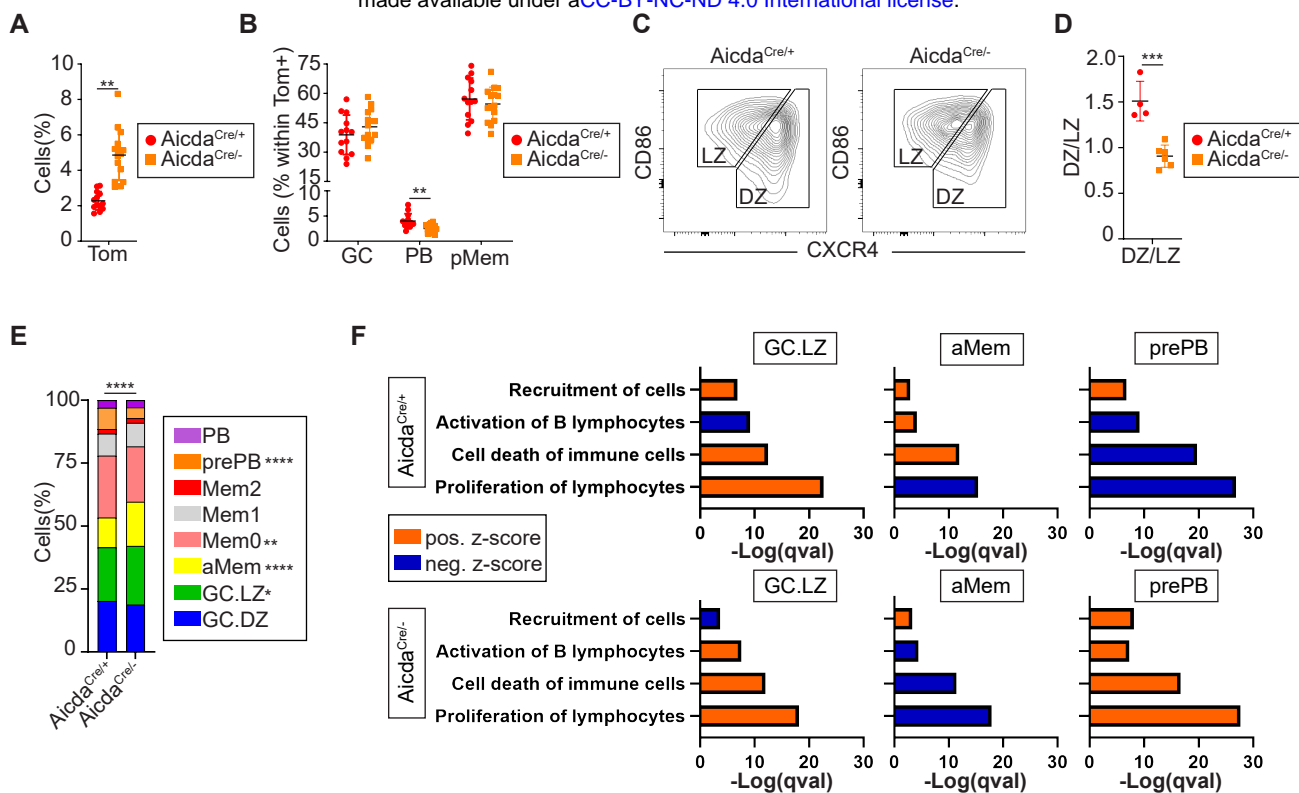 made available under aCC-BY-NC-ND 4.0 International license.
A
Cells(%)
10
8
6
4
2
0
**
Tom
Aicda^Cre/+
Aicda^Cre/-
B
Cells (% within Tom+)
75
60
45
30
15
10
5
0
**
GC PB pMem
Aicda^Cre/+
Aicda^Cre/-
C
Aicda^Cre/+ Aicda^Cre/-
CD86
LZ
DZ
CD86
LZ
DZ
CXCR4
D
DZ/LZ
2.0
1.5
1.0
0.5
0
***
DZ/LZ
Aicda^Cre/+
Aicda^Cre/-
E
Cells(%)
100
75
50
25
0
****
Aicda^Cre/+
Aicda^Cre/-
PB
prePB ****
Mem2
Mem1
Mem0 **
aMem ****
GC.LZ*
GC.DZ
F
GC.LZ aMem prePB
Aicda^Cre/+
Recruitment of cells
Activation of B lymphocytes
Cell death of immune cells
Proliferation of lymphocytes
0 10 20 30 0 10 20 30 0 10 20 30
-Log(qval) -Log(qval) -Log(qval)
pos. z-score
neg. z-score
GC.LZ aMem prePB
Aicda^Cre/-
Recruitment of cells
Activation of B lymphocytes
Cell death of immune cells
Proliferation of lymphocytes
0 10 20 30 0 10 20 30 0 10 20 30
-Log(qval) -Log(qval) -Log(qval)